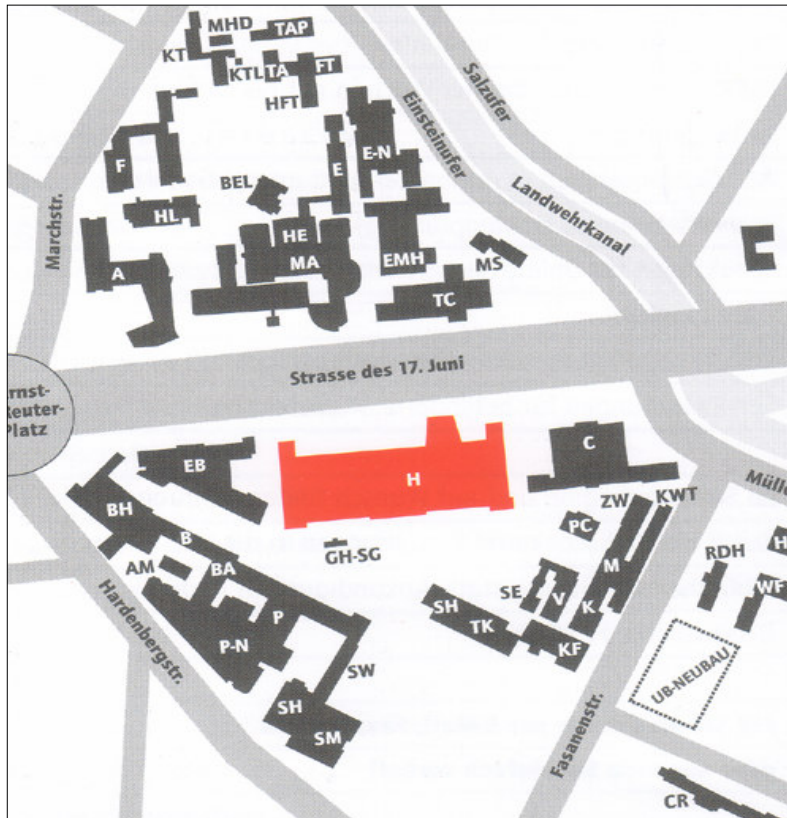 MHD
TAP
KT
KTL
TA
FT
HFT
Salzufer
Einsteinufer
Landwehrkanal
Marchstr.
F
E
E-N
BEL
HL
HE
MA
A
EMH
MS
TC
Strasse des 17. Juni
rnst-
Reuter-
Platz
EB
H
C
BH
B
BA
AM
P
P-N
GH-SG
SW
SH
SM
Hardenbergstr.
ZW
KWT
PC
M
SE
V
K
SH
TK
KF
Mülle
RDH
H
WF
UB-NEUBAU
Fasanenstr.
CR